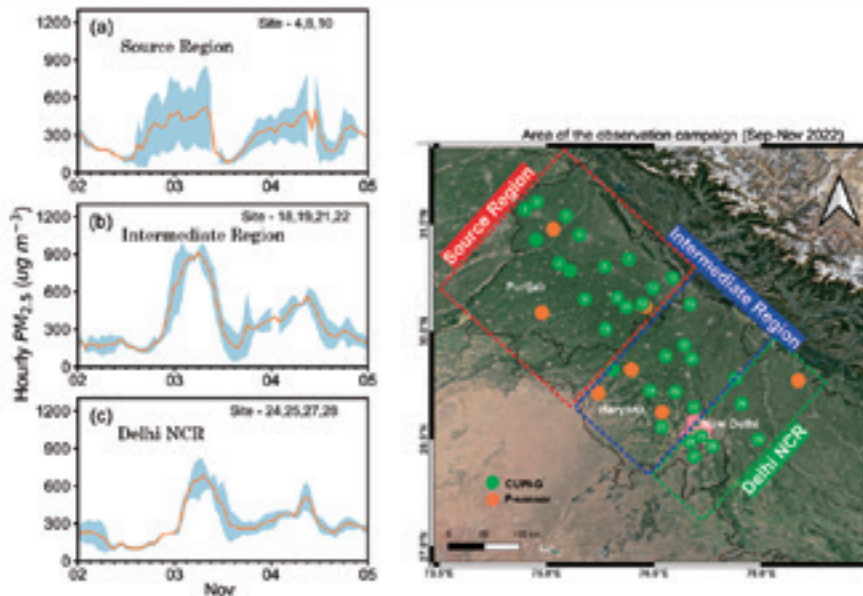 (a)
Site - 4,8,10
Source Region
1200
900
600
300
0
02
03
04
05
(b)
Site - 18,19,21,22
Intermediate Region
1200
900
600
300
0
02
03
04
05
(c)
Site - 24,25,27,28
Delhi NCR
1200
900
600
300
0
02
03
04
05
Nov
Hourly PM2.5 (ug m⁻³)
Area of the observation campaign (Sep-Nov 2022)
Source Region
Intermediate Region
Delhi NCR
Punjab
Haryana
New Delhi
CUPI-G